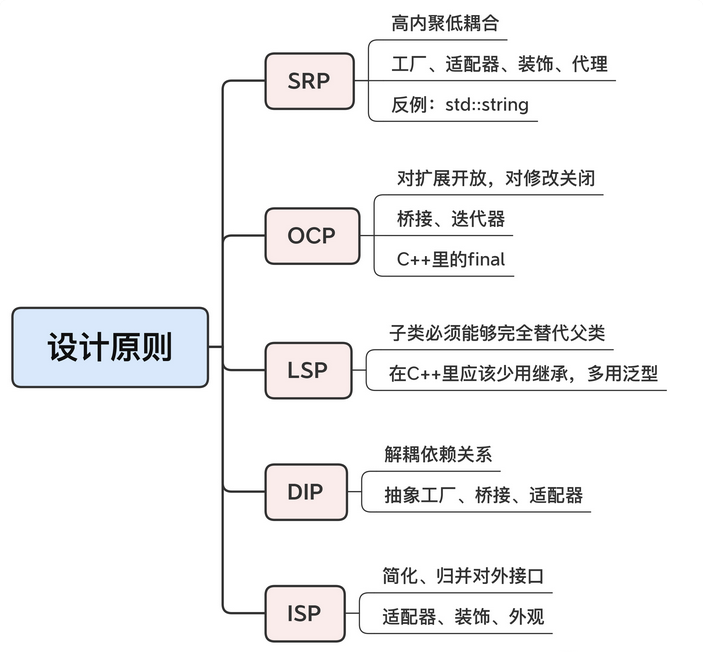 设计原则
SRP
高内聚低耦合
工厂、适配器、装饰、代理
反例：std::string
OCP
对扩展开放，对修改关闭
桥接、迭代器
C++里的final
LSP
子类必须能够完全替代父类
在C++里应该少用继承，多用泛型
DIP
解耦依赖关系
抽象工厂、桥接、适配器
ISP
简化、归并对外接口
适配器、装饰、外观